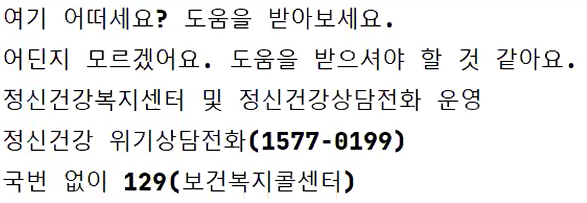 여기 어떠세요? 도움을 받아보세요.
어딘지 모르겠어요. 도움을 받으셔야 할 것 같아요.
정신건강복지센터 및 정신건강상담전화 운영
정신건강 위기상담전화(1577-0199)
국번 없이 129(보건복지콜센터)